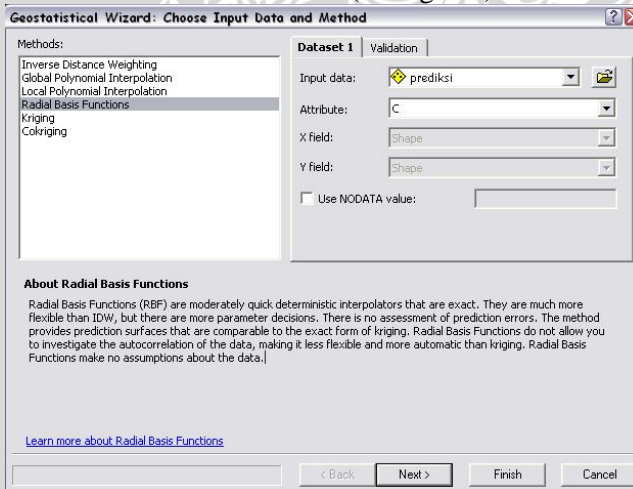 Geostatistical Wizard: Choose Input Data and Method
Methods:
Inverse Distance Weighting
Global Polynomial Interpolation
Local Polynomial Interpolation
Radial Basis Functions
Kriging
Cokriging
Dataset 1
Validation
Input data:
prediksi
Attribute:
C
X field:
Shape
Y field:
Shape
Use NODATA value:
About Radial Basis Functions
Radial Basis Functions (RBF) are moderately quick deterministic interpolators that are exact. They are much more
flexible than IDW, but there are more parameter decisions. There is no assessment of prediction errors. The method
provides prediction surfaces that are comparable to the exact form of kriging. Radial Basis Functions do not allow you
to investigate the autocorrelation of the data, making it less flexible and more automatic than kriging. Radial Basis
Functions make no assumptions about the data.
Learn more about Radial Basis Functions
< Back
Next >
Finish
Cancel